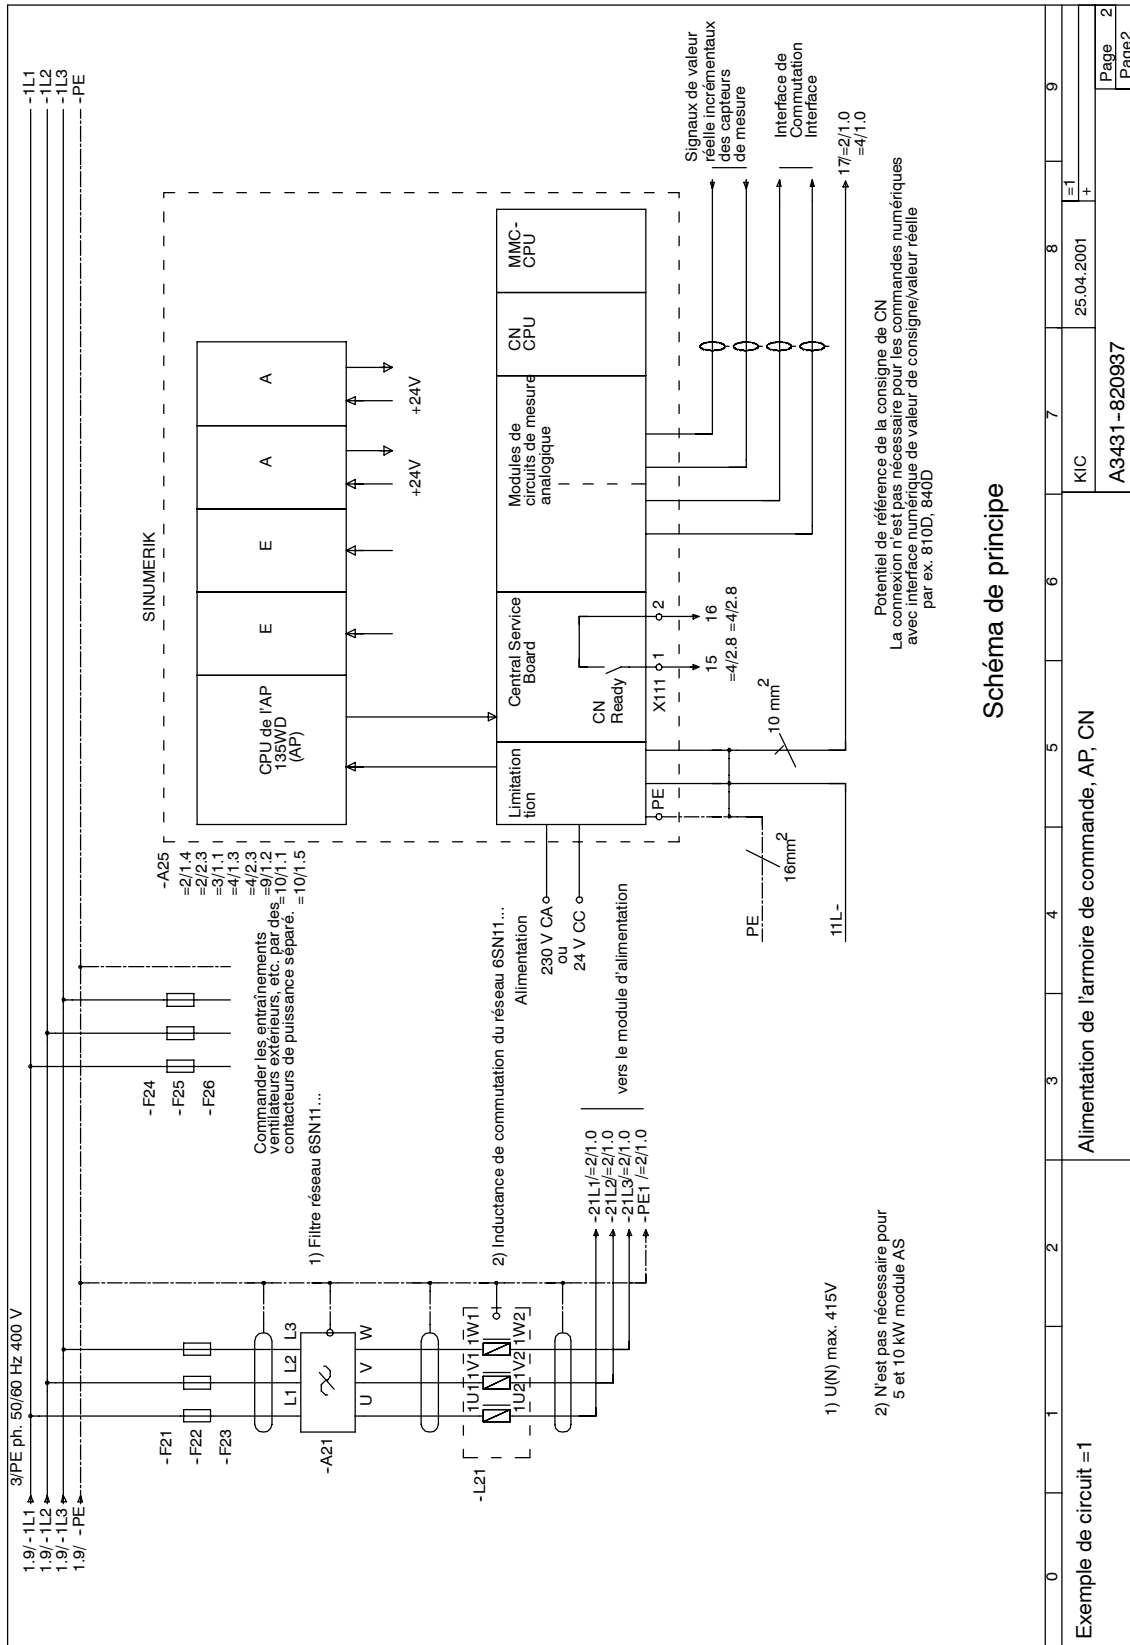 3/PE ph. 50/60 Hz 400 V
1.9/-1L1
1.9/-1L2
1.9/-1L3
1.9/ -PE
-1L1
-1L2
-1L3
-PE
-F21
-F22
-F23
-F24
-F25
-F26
L1 L2 L3
U V W
-A21
1) Filtre réseau 6SN11...
Commander les entraînements
ventilateurs extérieurs, etc. par des
contacteurs de puissance séparé.
1U1 1V1 1W1
1U2 1V2 1W2
-L21
2) Inductance de commutation du réseau 6SN11...
-21L1/=2/1.0
-21L2/=2/1.0
-21L3/=2/1.0
-PE1 /=2/1.0
vers le module d'alimentation
1) U(N) max. 415V
2) N'est pas nécessaire pour
5 et 10 kW module AS
-A25
=2/1.4
=2/2.3
=3/1.1
=4/1.3
=4/2.3
=9/1.2
=10/1.1
=10/1.5
SINUMERIK
CPU de l'AP
135WD
(AP)
E
E
A
A
+24V
+24V
Alimentation
230 V CA
ou
24 V CC
Limitation
tion
Central Service
Board
CN
Ready
Modules de
circuits de mesure
analogique
CN
CPU
MMC-
CPU
PE
X111
1
2
15
=4/2.8
16
=4/2.8
PE
16mm2
10 mm2
11L-
Signaux de valeur
réelle incrémentaux
des capteurs
de mesure
Interface de
Commutation
Interface
17/=2/1.0
=4/1.0
Potentiel de référence de la consigne de CN
La connexion n'est pas nécessaire pour les commandes numériques
avec interface numérique de valeur de consigne/valeur réelle
par ex. 810D, 840D
Schéma de principe
0 1 2 3 4 5 6 7 8 9
Exemple de circuit =1
Alimentation de l'armoire de commande, AP, CN
KIC
25.04.2001
=1
+
A3431-820937
Page 2
Page2